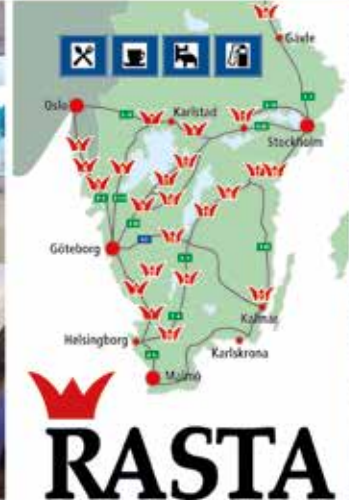 Gävle
Oslo
Karlstad
Stockholm
Göteborg
Kalmar
Helsingborg
Karlskrona
Malmö
RASTA